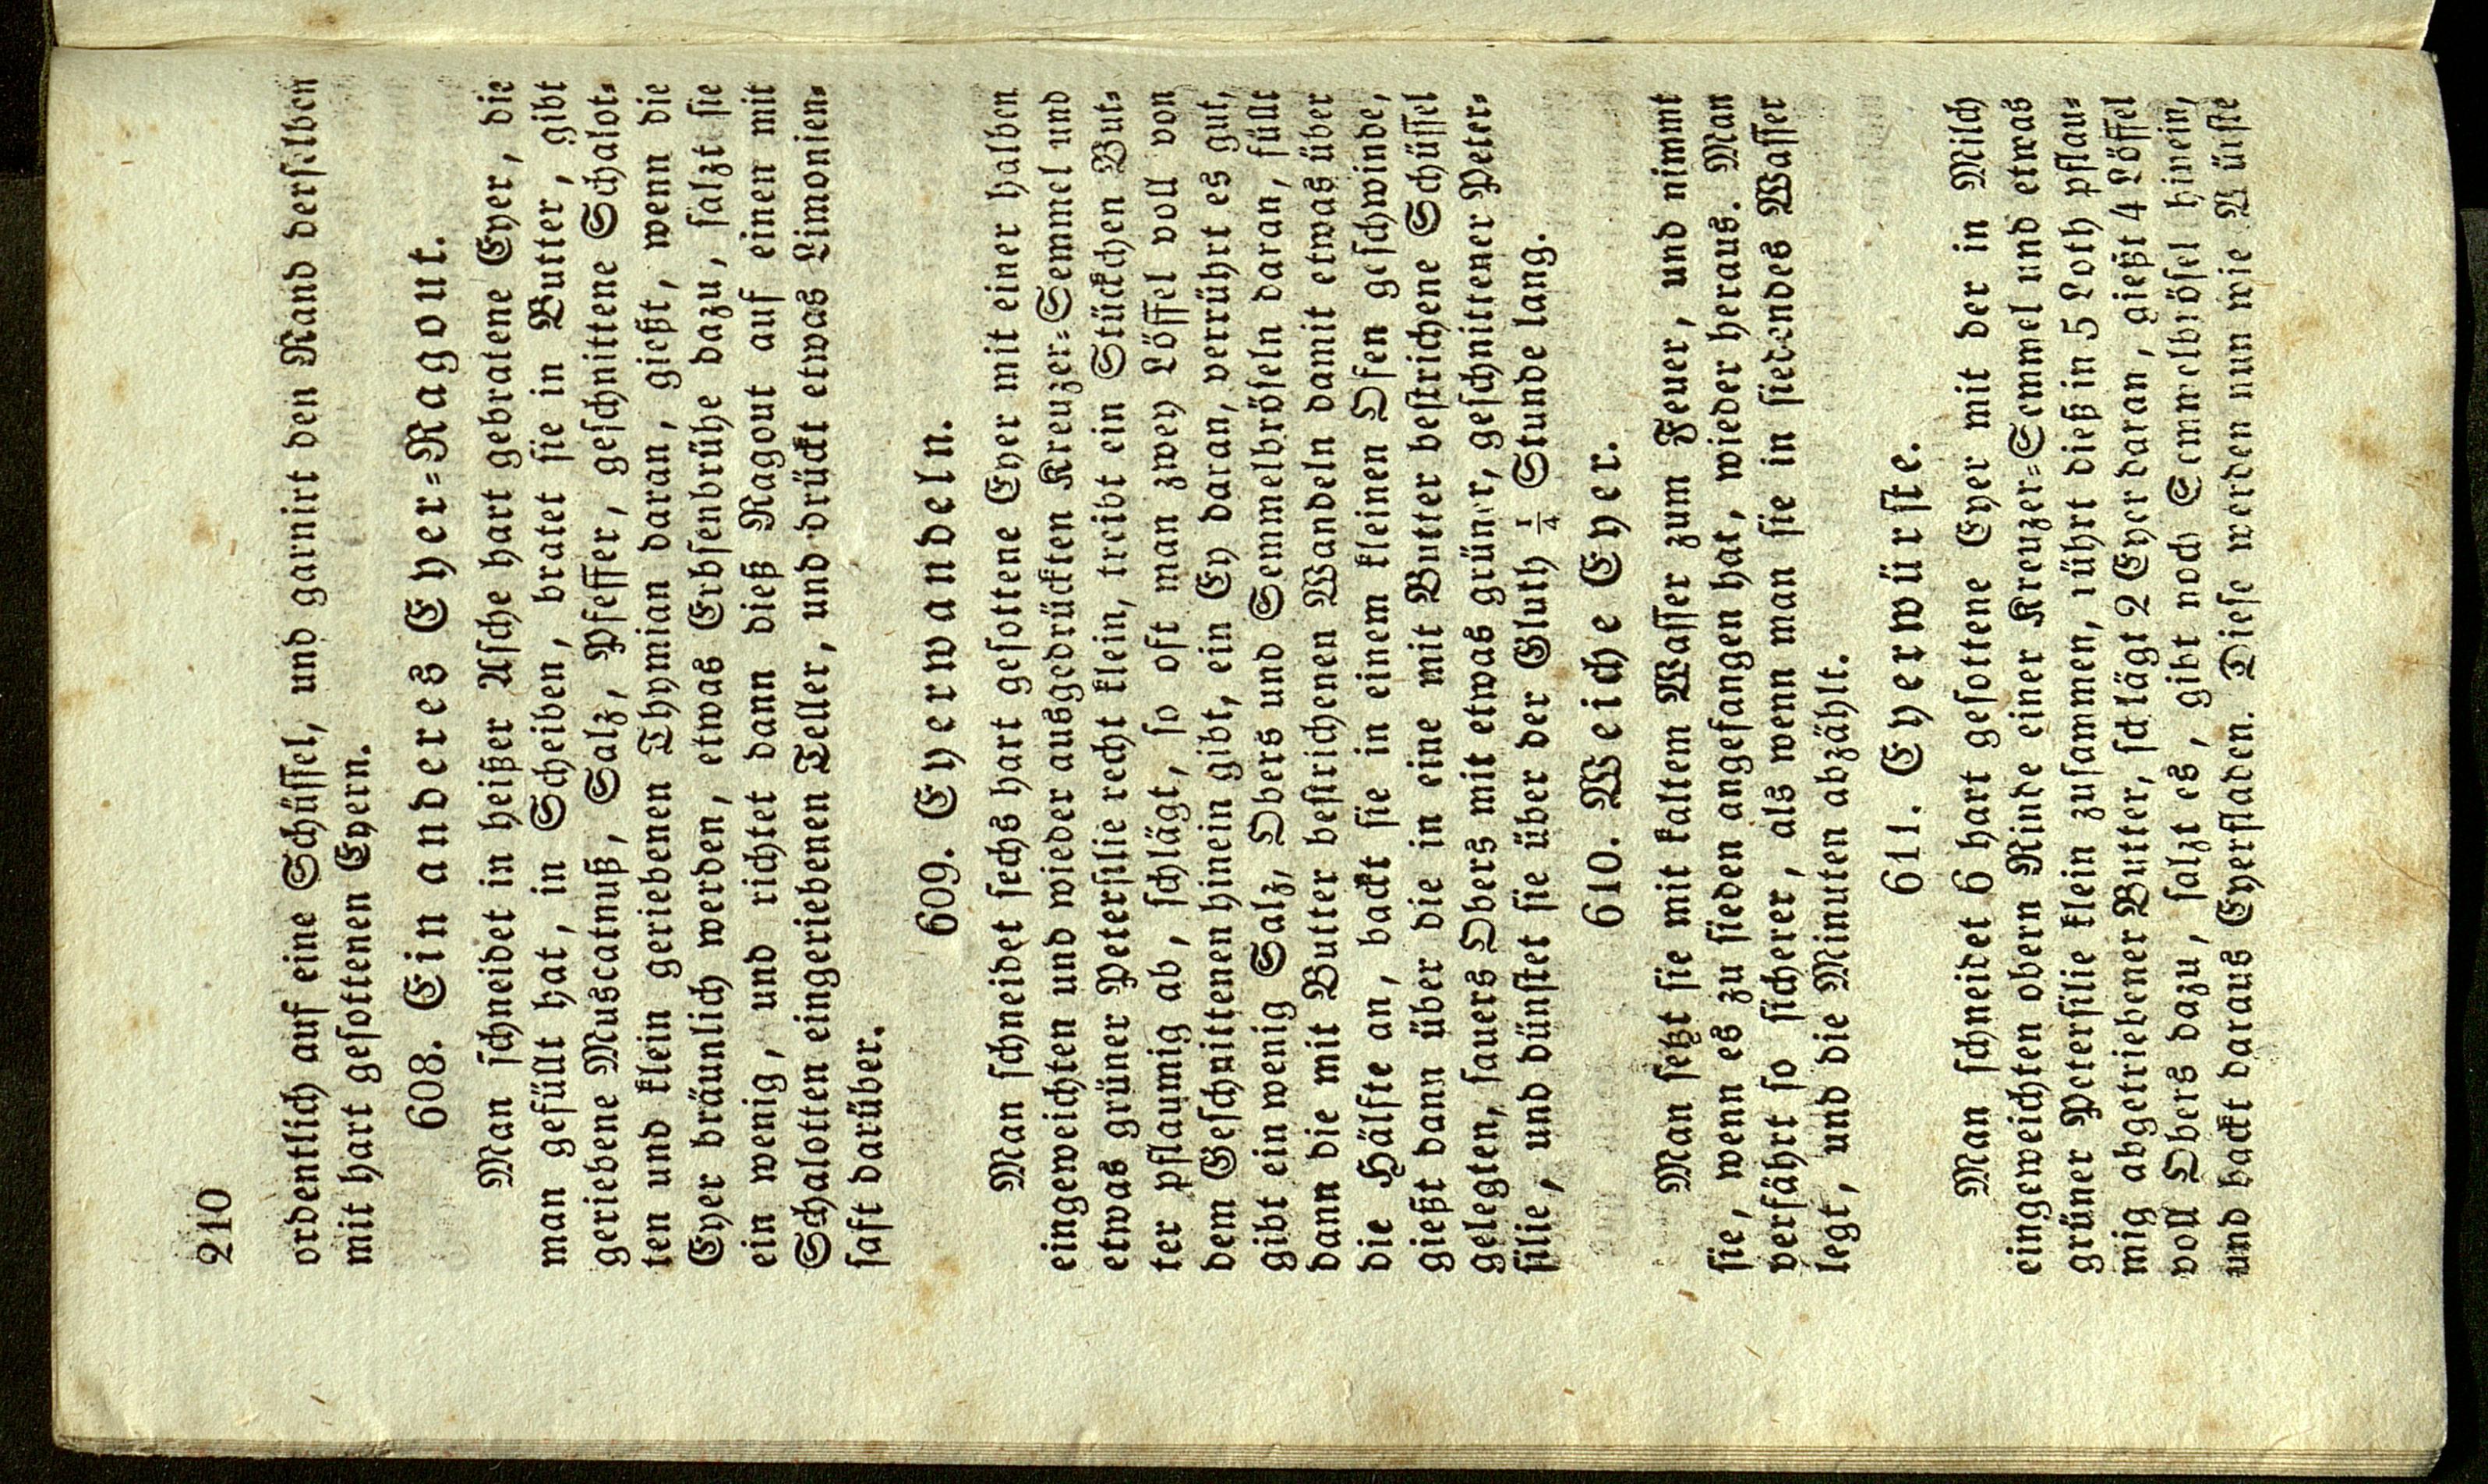 210
ordentlich auf eine Schüssel, und garnirt den Rand derselben
mit hart gesottenen Eyern.
608. Ein anderes Eyer-Ragout.
Man schneidet in heißer Asche hart gebratene Eyer, die
man gefüllt hat, in Scheiben, bratet sie in Butter, gibt
geriebene Muscatnuß, Salz, Pfeffer, geschnittene Schalot-
ten und klein geriebenen Thymian daran, gießt, wenn die
Eyer bräunlich werden, etwas Erbsenbrühe dazu, salzt sie
ein wenig, und richtet dann dieß Ragout auf einen mit
Schalotten eingeriebenen Teller, und drückt etwas Limonien-
saft darüber.
609. Eyerwandeln.
Man schneidet sechs hart gesottene Eyer mit einer halben
eingeweichten und wieder ausgedrückten Kreuzer-Semmel und
etwas grüner Petersilie recht klein, treibt ein Stückchen But-
ter pflaumig ab, schlägt, so oft man zwey Löffel voll von
dem Geschnittenen hinein gibt, ein Ey daran, verrührt es gut,
gibt ein wenig Salz, Obers und Semmelbröseln daran, füllt
dann die mit Butter bestrichenen Wandeln damit etwas über
die Hälfte an, backt sie in einem kleinen Ofen geschwinde,
gießt dann über die in eine mit Butter bestrichene Schüssel
gelegten, sauers Obers mit etwas grüner, geschnittener Peter-
silie, und dünstet sie über der Gluth ¼ Stunde lang.
610. Weiche Eyer.
Man setzt sie mit kaltem Wasser zum Feuer, und nimmt
sie, wenn es zu sieden angefangen hat, wieder heraus. Man
verfährt so sicherer, als wenn man sie in siedendes Wasser
legt, und die Minuten abzählt.
611. Eyerwürste.
Man schneidet 6 hart gesottene Eyer mit der in Milch
eingeweichten obern Rinde einer Kreuzer-Semmel und etwas
grüner Petersilie klein zusammen, rührt dieß in 5 Loth pflau-
mig abgetriebener Butter, schlägt 2 Eyer daran, gießt 4 Löffel
voll Obers dazu, salzt es, gibt noch Semmelbrösel hinein,
und backt daraus Eyerfladen. Diese werden nun wie Würste